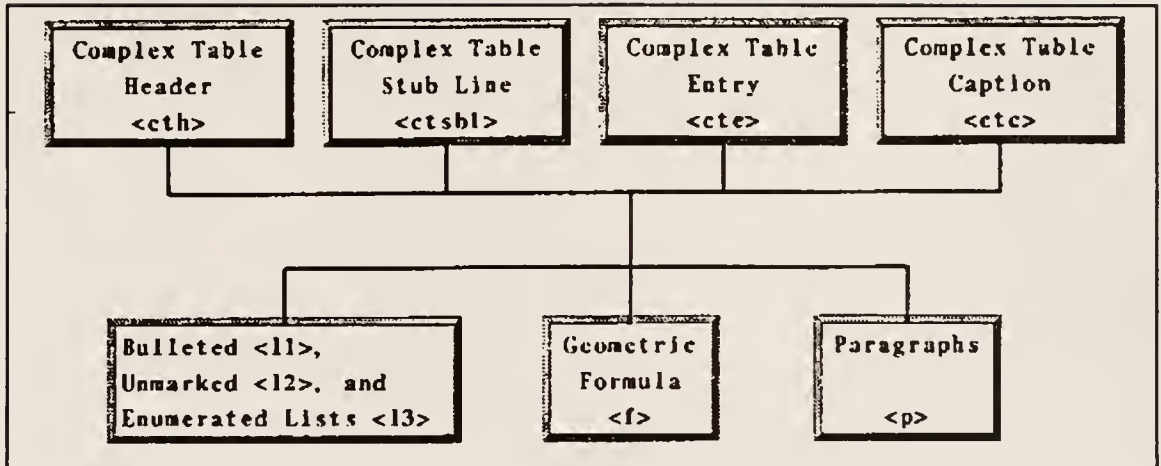 Complex Table
Header
<cth>
Complex Table
Stub Line
<ctsbl>
Complex Table
Entry
<cte>
Complex Table
Caption
<ctc>
Bulleted <l1>,
Unmarked <l2>, and
Enumerated Lists <l3>
Geometric
Formula
<f>
Paragraphs
<p>